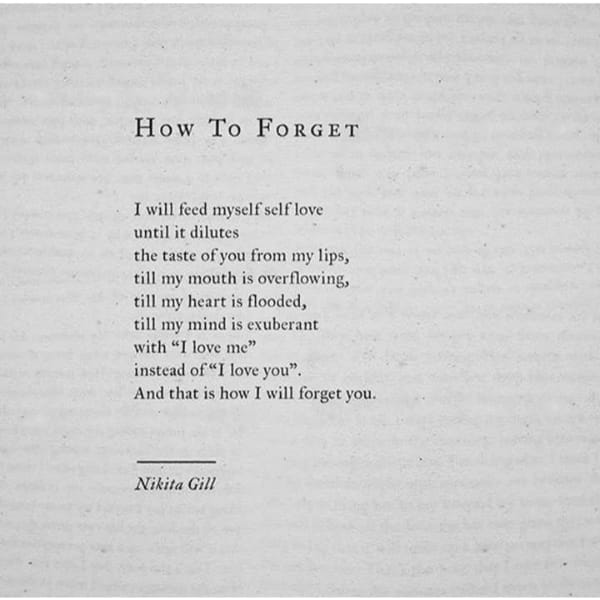 HOW TO FORGET
I will feed myself self love
until it dilutes
the taste of you from my lips,
till my mouth is overflowing,
till my heart is flooded,
till my mind is exuberant
with “I love me”
instead of “I love you”.
And that is how I will forget you.
Nikita Gill